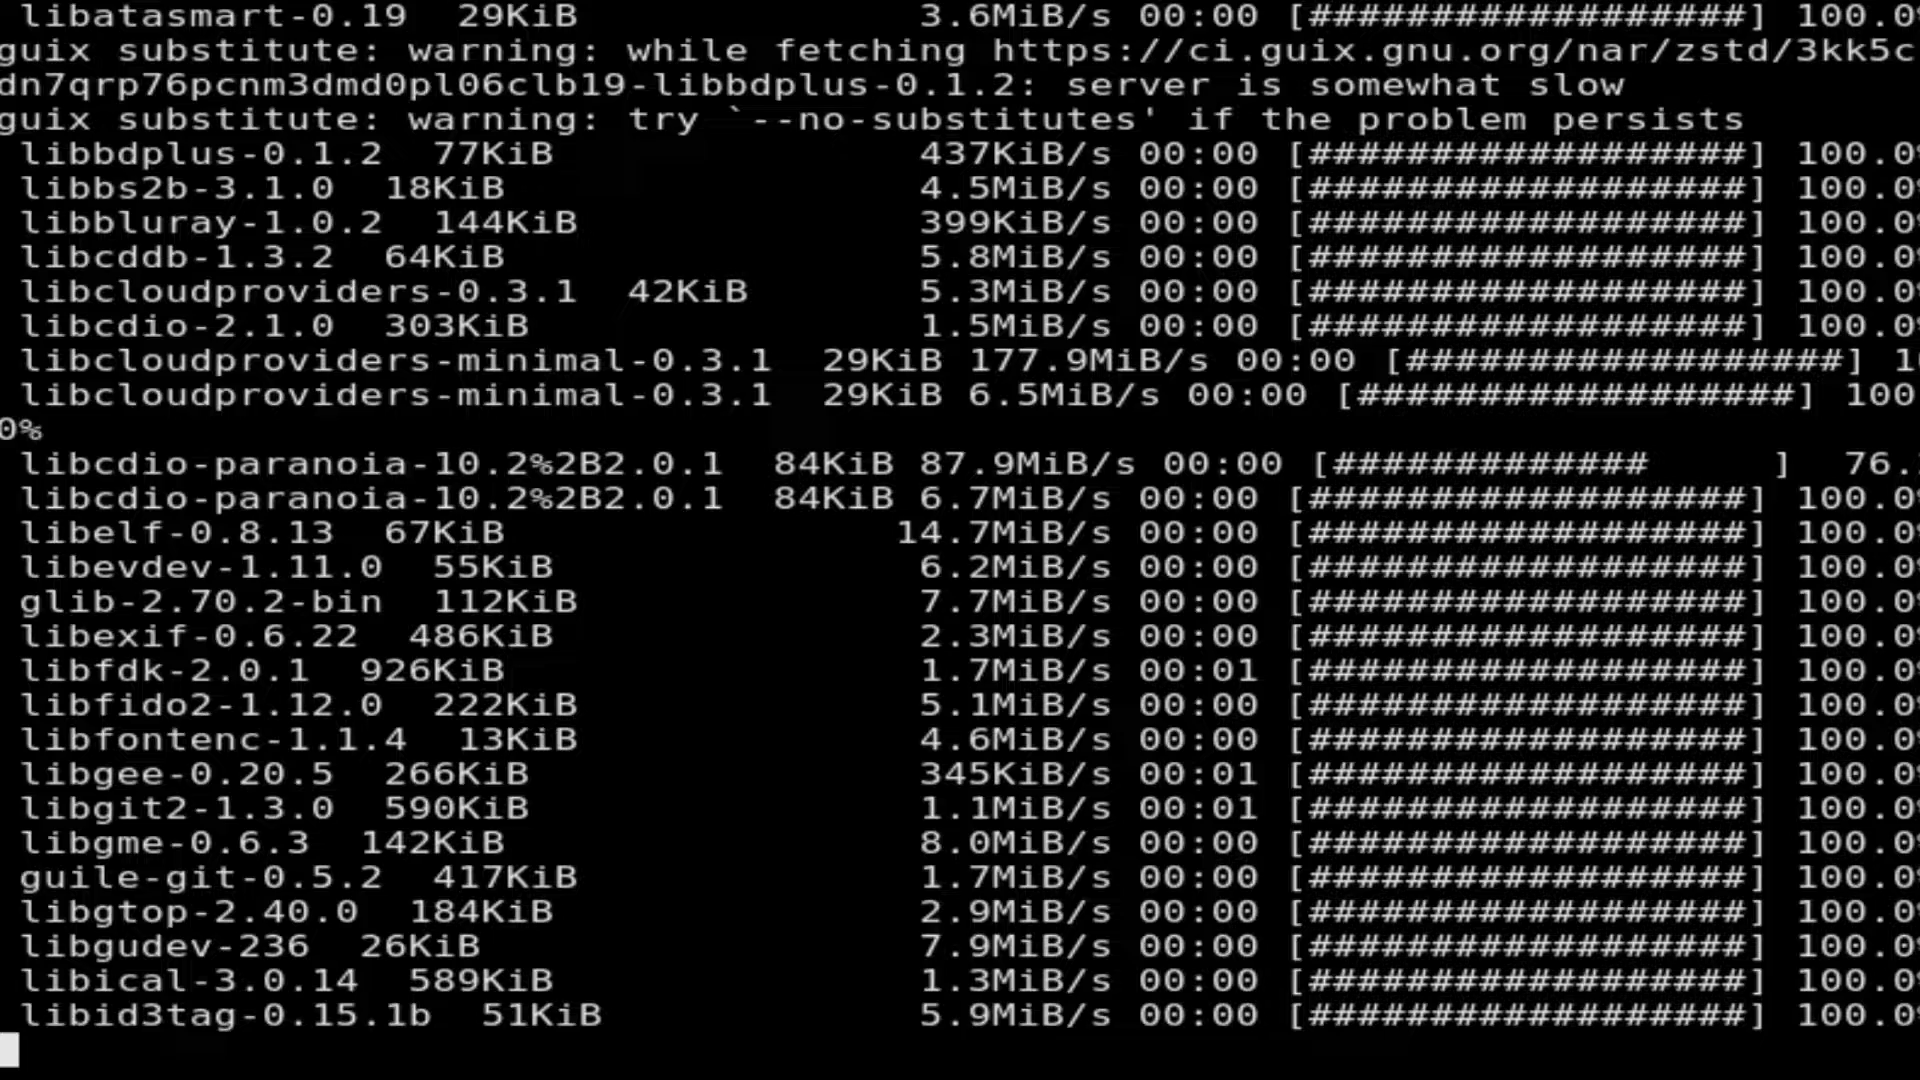 libatasmart-0.19  29KiB 3.6MiB/s 00:00 [##################] 100.0%
guix substitute: warning: while fetching https://ci.guix.gnu.org/nar/zstd/3kk5c
dn7qrp76pcnm3dmd0pl06clb19-libbdplus-0.1.2: server is somewhat slow
guix substitute: warning: try `--no-substitutes' if the problem persists
libbdplus-0.1.2  77KiB 437KiB/s 00:00 [##################] 100.0%
libbs2b-3.1.0  18KiB 4.5MiB/s 00:00 [##################] 100.0%
libbluray-1.0.2  144KiB 399KiB/s 00:00 [##################] 100.0%
libcddb-1.3.2  64KiB 5.8MiB/s 00:00 [##################] 100.0%
libcloudproviders-0.3.1  42KiB 5.3MiB/s 00:00 [##################] 100.0%
libcdio-2.1.0  303KiB 1.5MiB/s 00:00 [##################] 100.0%
libcloudproviders-minimal-0.3.1  29KiB 177.9MiB/s 00:00 [##################] 10
libcloudproviders-minimal-0.3.1  29KiB 6.5MiB/s 00:00 [##################] 100
0%
libcdio-paranoia-10.2%2B2.0.1  84KiB 87.9MiB/s 00:00 [#############     ]  76.
libcdio-paranoia-10.2%2B2.0.1  84KiB 6.7MiB/s 00:00 [##################] 100.0%
libelf-0.8.13  67KiB 14.7MiB/s 00:00 [##################] 100.0%
libevdev-1.11.0  55KiB 6.2MiB/s 00:00 [##################] 100.0%
glib-2.70.2-bin  112KiB 7.7MiB/s 00:00 [##################] 100.0%
libexif-0.6.22  486KiB 2.3MiB/s 00:00 [##################] 100.0%
libfdk-2.0.1  926KiB 1.7MiB/s 00:01 [##################] 100.0%
libfido2-1.12.0  222KiB 5.1MiB/s 00:00 [##################] 100.0%
libfontenc-1.1.4  13KiB 4.6MiB/s 00:00 [##################] 100.0%
libgee-0.20.5  266KiB 345KiB/s 00:01 [##################] 100.0%
libgit2-1.3.0  590KiB 1.1MiB/s 00:01 [##################] 100.0%
libgme-0.6.3  142KiB 8.0MiB/s 00:00 [##################] 100.0%
guile-git-0.5.2  417KiB 1.7MiB/s 00:00 [##################] 100.0%
libgtop-2.40.0  184KiB 2.9MiB/s 00:00 [##################] 100.0%
libgudev-236  26KiB 7.9MiB/s 00:00 [##################] 100.0%
libical-3.0.14  589KiB 1.3MiB/s 00:00 [##################] 100.0%
libid3tag-0.15.1b  51KiB 5.9MiB/s 00:00 [##################] 100.0%